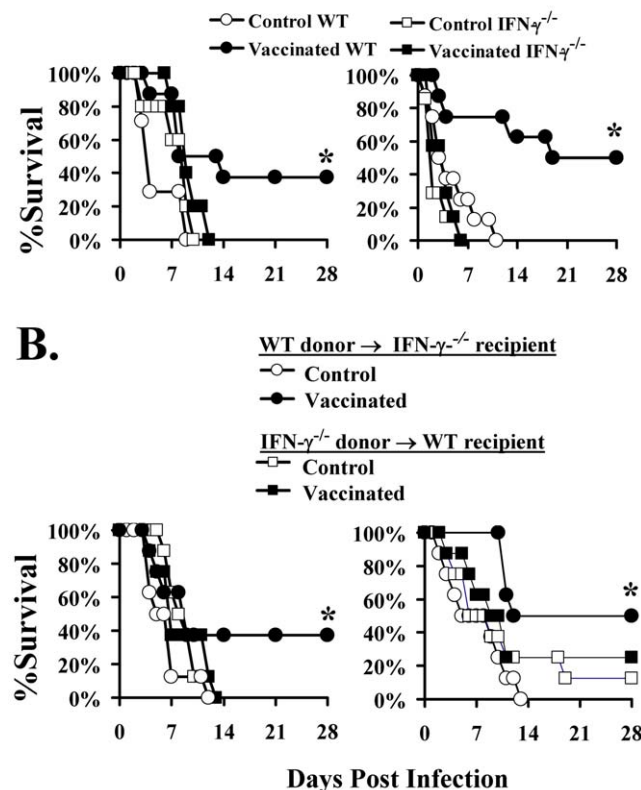 Control WT Control IFN-γ-/-
Vaccinated WT Vaccinated IFN-γ-/-
100% 100%
80% 80%
60% 60%
40% 40%
20% 20%
0% 0%
%Survival
* *
0 7 14 21 28 0 7 14 21 28
B.
WT donor → IFN-γ-/- recipient
Control
Vaccinated
IFN-γ-/- donor → WT recipient
Control
Vaccinated
100% 100%
80% 80%
60% 60%
40% 40%
20% 20%
0% 0%
%Survival
* *
0 7 14 21 28 0 7 14 21 28
Days Post Infection